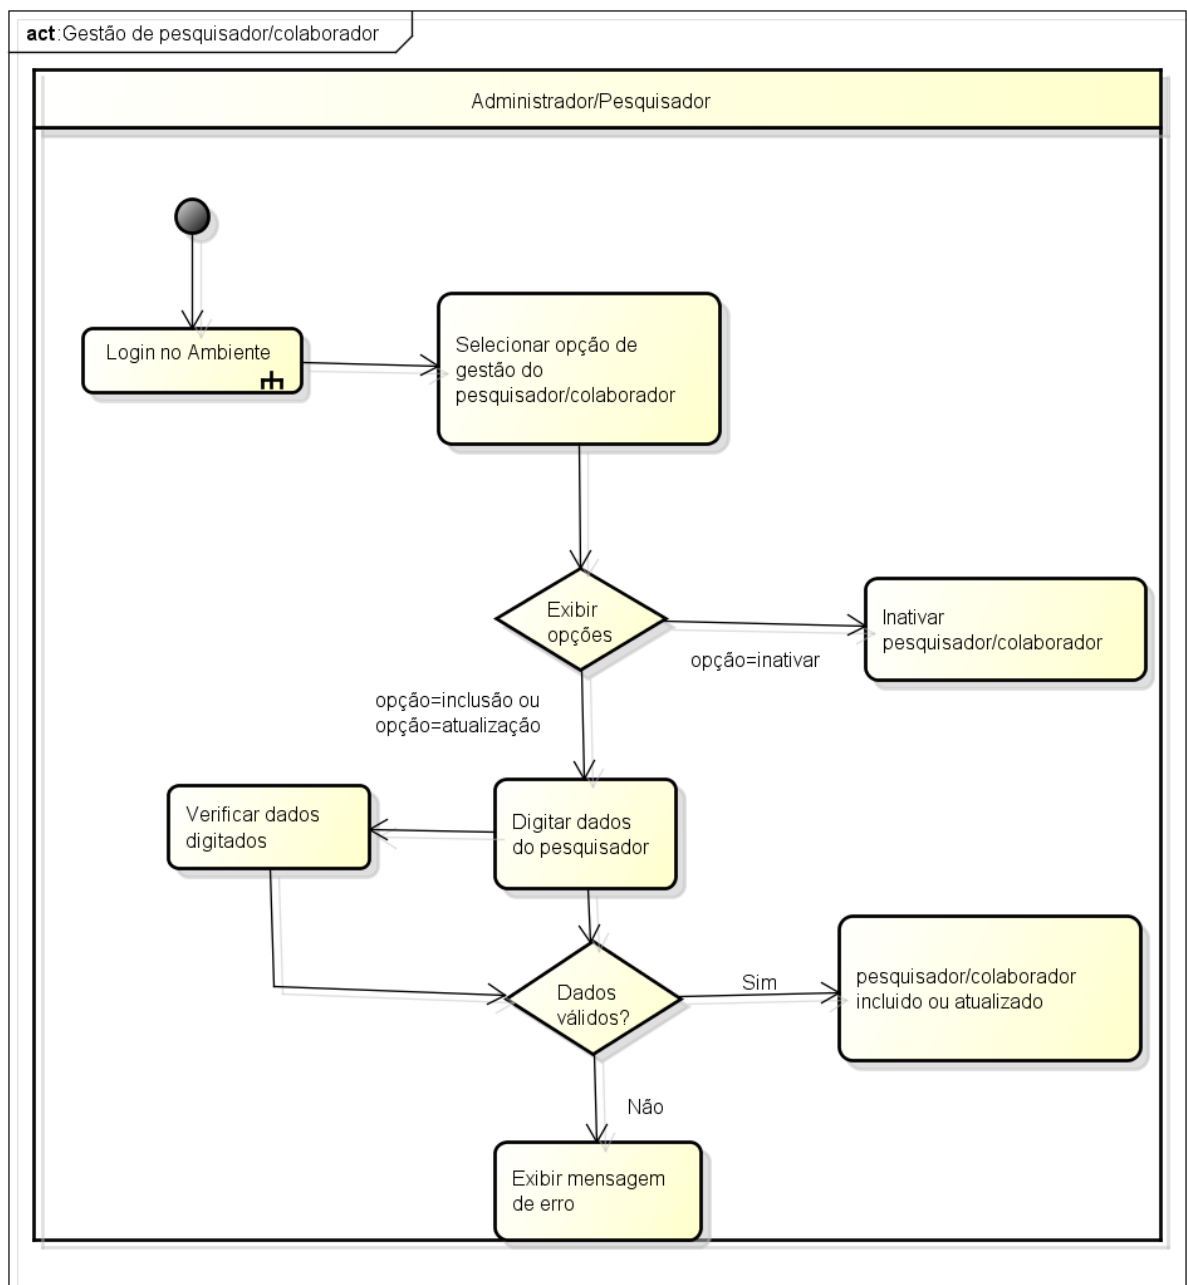 act:Gestão de pesquisador/colaborador
Administrador/Pesquisador
Login no Ambiente
Selecionar opção de
gestão do
pesquisador/colaborador
Exibir
opções
opção=inativar
Inativar
pesquisador/colaborador
opção=inclusão ou
opção=atualização
Verificar dados
digitados
Digitar dados
do pesquisador
Dados
válidos?
Sim
pesquisador/colaborador
incluido ou atualizado
Não
Exibir mensagem
de erro